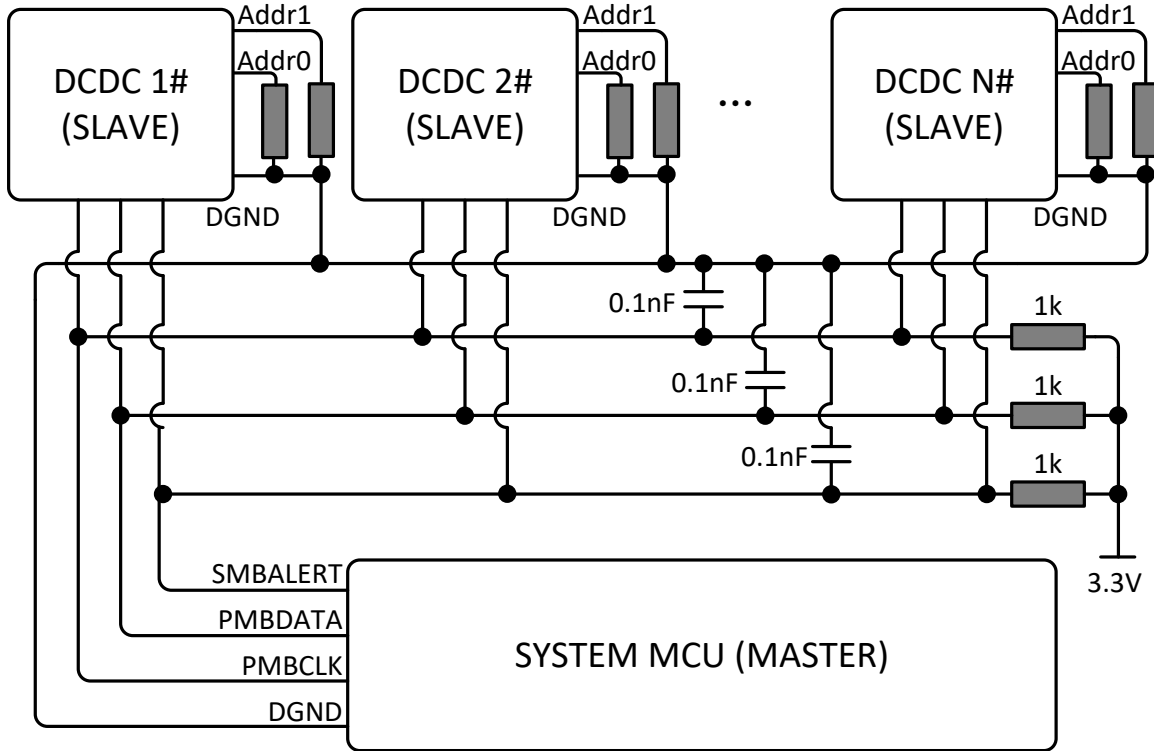 Addr1
Addr0
DCDC 1#
(SLAVE)
DGND
Addr1
Addr0
DCDC 2#
(SLAVE)
DGND
...
Addr1
Addr0
DCDC N#
(SLAVE)
DGND
0.1nF
1k
0.1nF
1k
0.1nF
1k
3.3V
SMBALERT
PMBDATA
PMBCLK
DGND
SYSTEM MCU (MASTER)